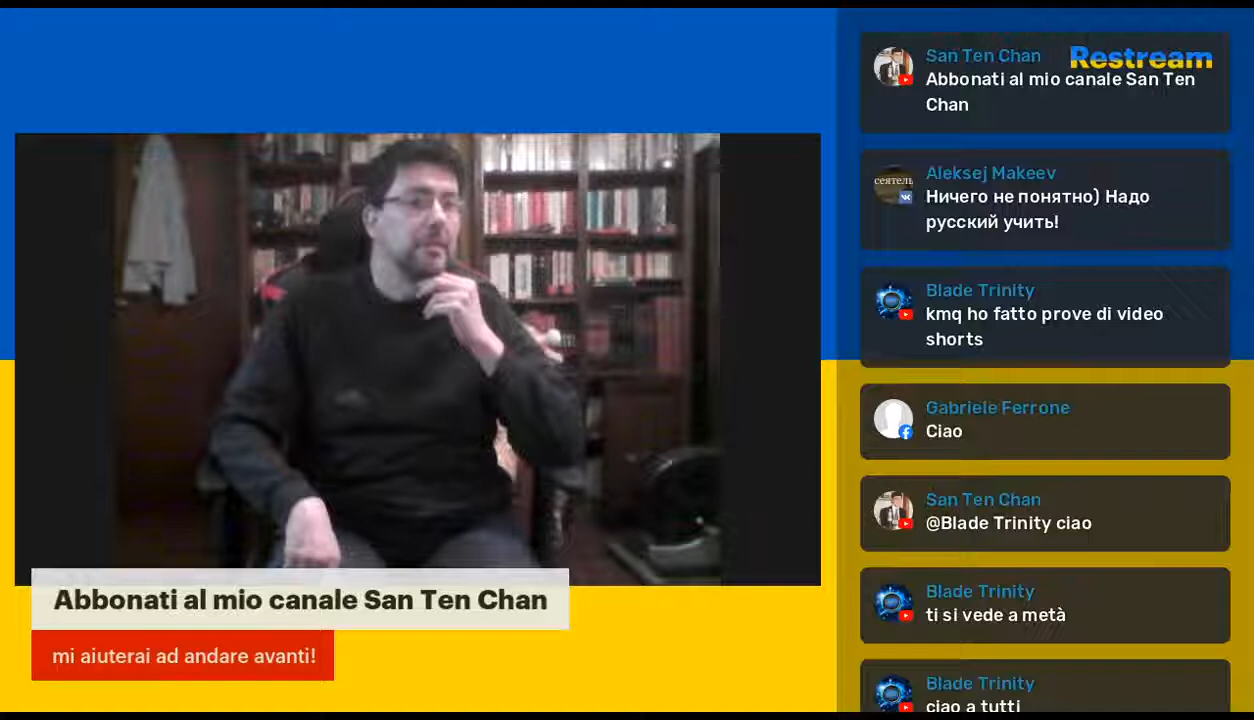 San Ten Chan
Restream
Abbonati al mio canale San Ten
Chan
Aleksej Makeev
сеятель
Ничего не понятно) Надо
русский учить!
Blade Trinity
kmq ho fatto prove di video
shorts
Gabriele Ferrone
Ciao
San Ten Chan
@Blade Trinity ciao
Blade Trinity
ti si vede a metà
Blade Trinity
ciao a tutti
Abbonati al mio canale San Ten Chan
mi aiuterai ad andare avanti!